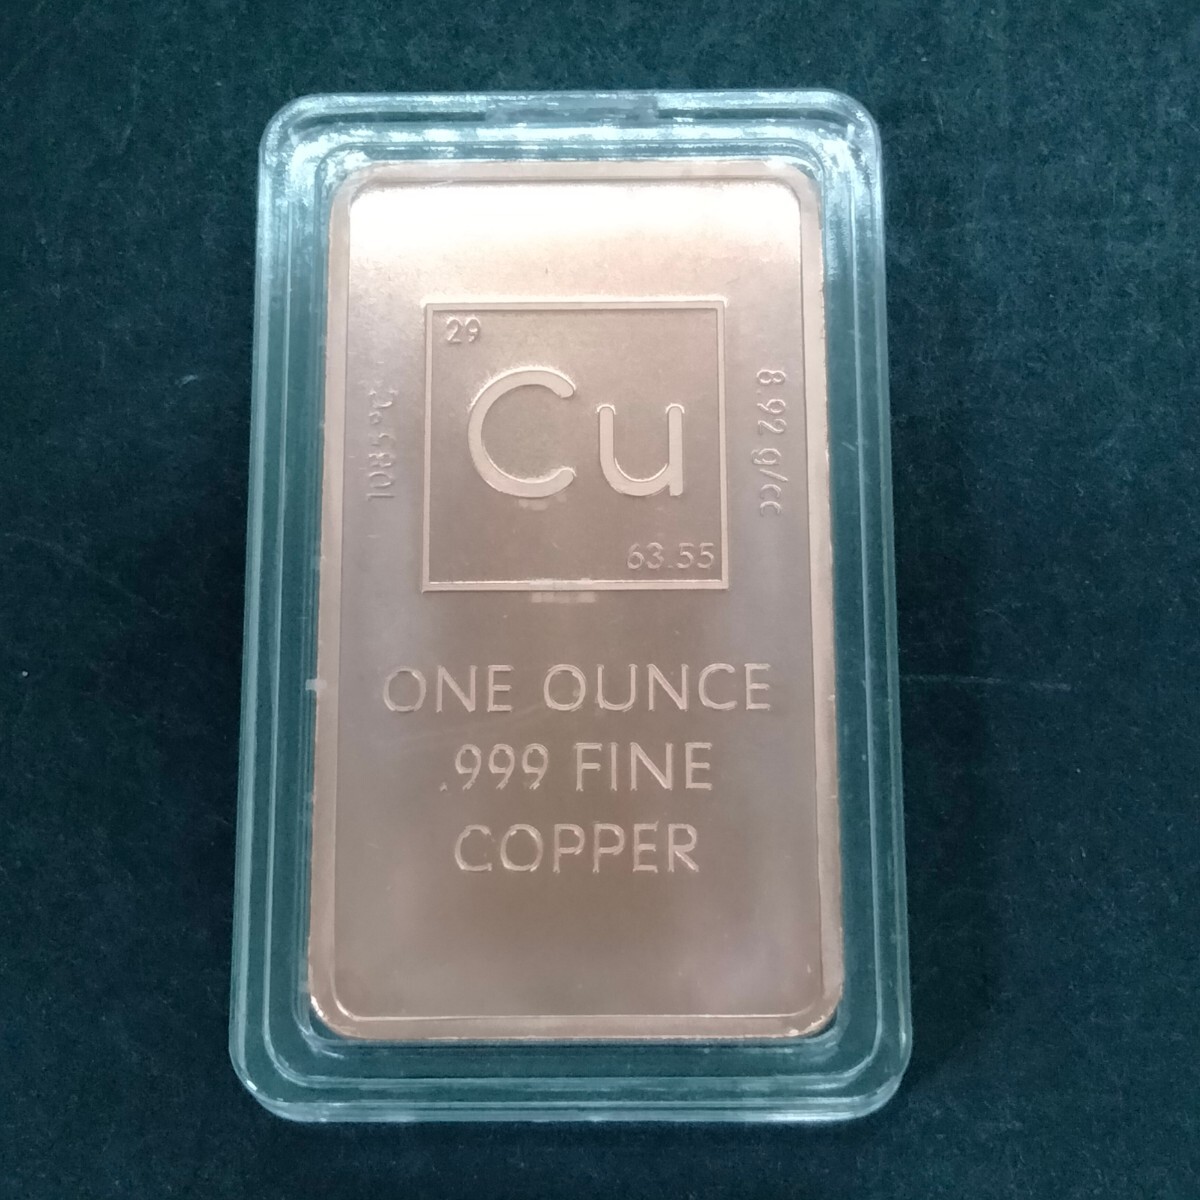 29
Cu
63.55
1085°C
8.92 g/cc
ONE OUNCE
.999 FINE
COPPER